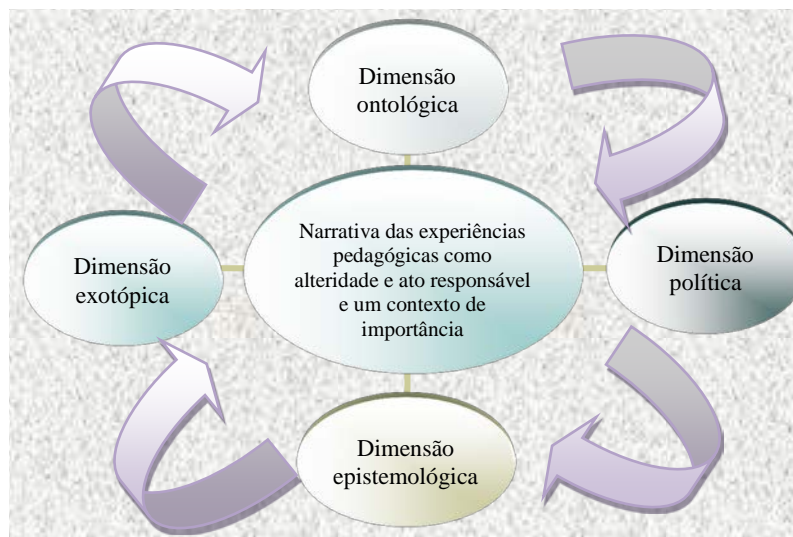 Dimensão
ontológica
Narrativa das experiências
pedagógicas como
alteridade e ato responsável
e um contexto de
importância
Dimensão
exotópica
Dimensão
política
Dimensão
epistemológica